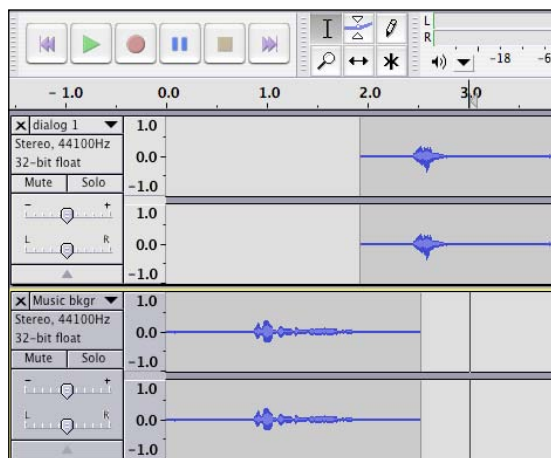 L
R
-18 -6
- 1.0 0.0 1.0 2.0 3.0
dialog 1
Stereo, 44100Hz
32-bit float
Mute Solo
- +
L R
1.0
0.0-
-1.0
1.0
0.0-
-1.0
Music bkgr
Stereo, 44100Hz
32-bit float
Mute Solo
- +
L R
1.0
0.0-
-1.0
1.0
0.0-
-1.0